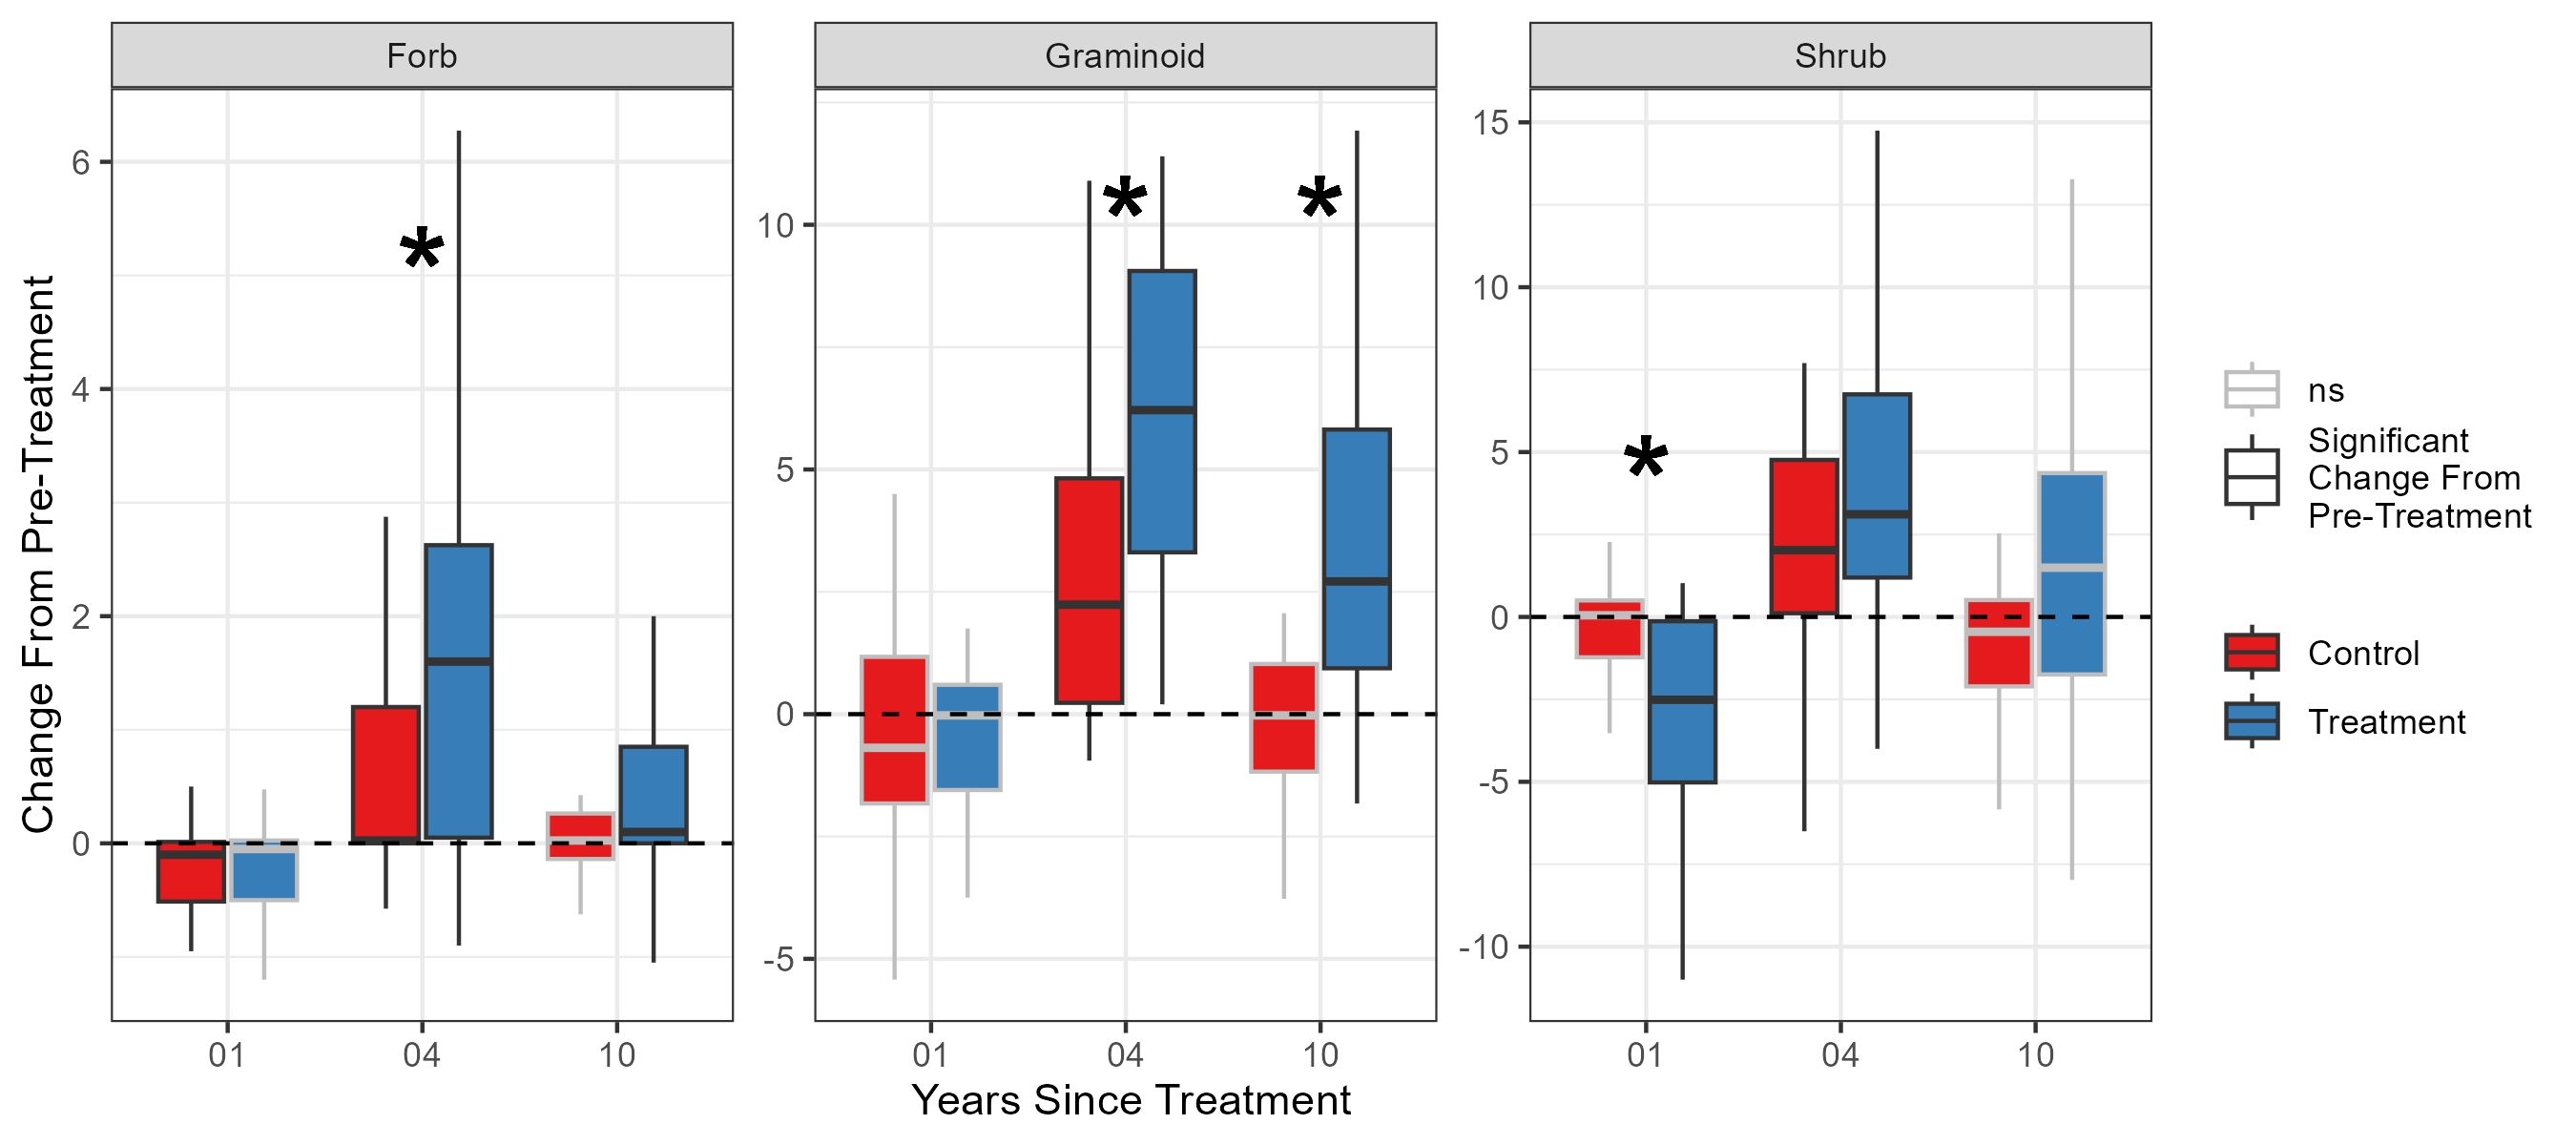 Forb
Graminoid
Shrub
Change From Pre-Treatment
6
4
2
0
10
5
0
-5
15
10
5
0
-5
-10
*
*
*
*
01
04
10
01
04
10
01
04
10
Years Since Treatment
ns
Significant
Change From
Pre-Treatment
Control
Treatment